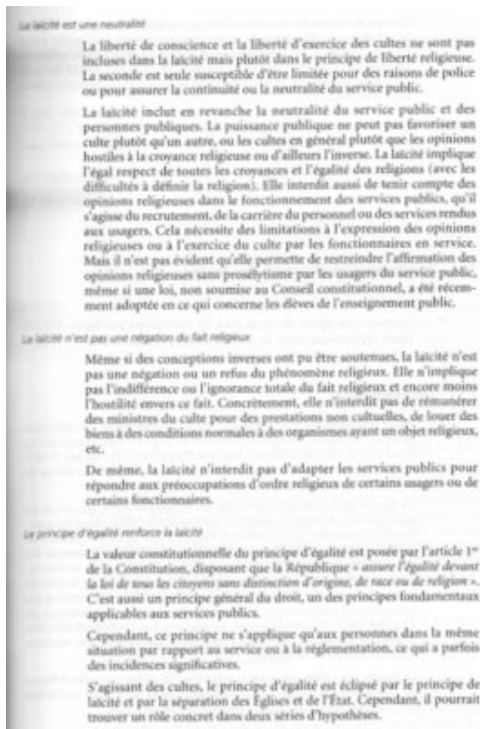 La laïcité est une neutralité
La liberté de conscience et la liberté d'exercice des cultes ne sont pas
incluses dans la laïcité mais plutôt dans le principe de liberté religieuse.
La seconde est seule susceptible d'être limitée pour des raisons de police
ou pour assurer la continuité ou la neutralité du service public.
La laïcité inclut en revanche la neutralité du service public et des
personnes publiques. La puissance publique ne peut pas favoriser un
culte plutôt qu'un autre, ou les cultes en général plutôt que les opinions
hostiles à la croyance religieuse ou d'ailleurs l'inverse. La laïcité implique
l'égal respect de toutes les croyances et l'égalité des religions (avec les
difficultés à définir la religion). Elle interdit aussi de tenir compte des
opinions religieuses dans le fonctionnement des services publics, qu'il
s'agisse du recrutement, de la carrière du personnel ou des services rendus
aux usagers. Cela nécessite des limitations à l'expression des opinions
religieuses ou à l'exercice du culte par les fonctionnaires en service.
Mais il n'est pas évident qu'elle permette de restreindre l'affirmation des
opinions religieuses sans prosélytisme par les usagers du service public,
même si une loi, non soumise au Conseil constitutionnel, a été récem-
ment adoptée en ce qui concerne les élèves de l'enseignement public.
La laïcité n'est pas une négation du fait religieux
Même si des conceptions inverses ont pu être soutenues, la laïcité n'est
pas une négation ou un refus du phénomène religieux. Elle n'implique
pas l'indifférence ou l'ignorance totale du fait religieux et encore moins
l'hostilité envers ce fait. Concrètement, elle n'interdit pas de rémunérer
des ministres du culte pour des prestations non cultuelles, de louer des
biens à des conditions normales à des organismes ayant un objet religieux,
etc.
De même, la laïcité n'interdit pas d'adapter les services publics pour
répondre aux préoccupations d'ordre religieux de certains usagers ou de
certains fonctionnaires.
Le principe d'égalité renforce la laïcité
La valeur constitutionnelle du principe d'égalité est posée par l'article 1er
de la Constitution, disposant que la République « assure l'égalité devant
la loi de tous les citoyens sans distinction d'origine, de race ou de religion ».
C'est aussi un principe général du droit, un des principes fondamentaux
applicables aux services publics.
Cependant, ce principe ne s'applique qu'aux personnes dans la même
situation par rapport au service ou à la réglementation, ce qui a parfois
des incidences significatives.
S'agissant des cultes, le principe d'égalité est éclipsé par le principe de
laïcité et par la séparation des Églises et de l'État. Cependant, il pourrait
trouver un rôle concret dans deux séries d'hypothèses.